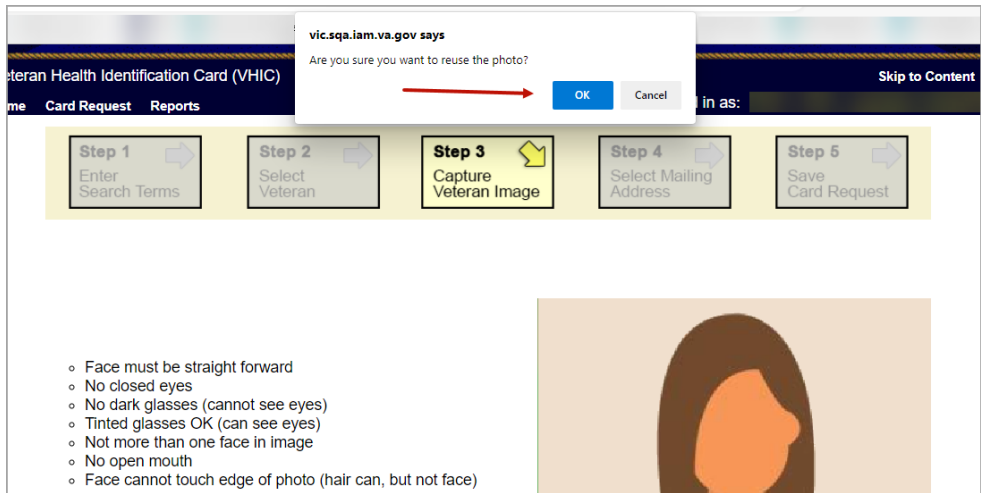 vic.sqa.iam.va.gov says
Are you sure you want to reuse the photo?
OK Cancel
eteran Health Identification Card (VHIC)
Skip to Content
me Card Request Reports
in as:
Step 1
Enter
Search Terms
Step 2
Select
Veteran
Step 3
Capture
Veteran Image
Step 4
Select Mailing
Address
Step 5
Save
Card Request
Face must be straight forward
No closed eyes
No dark glasses (cannot see eyes)
Tinted glasses OK (can see eyes)
Not more than one face in image
No open mouth
Face cannot touch edge of photo (hair can, but not face)